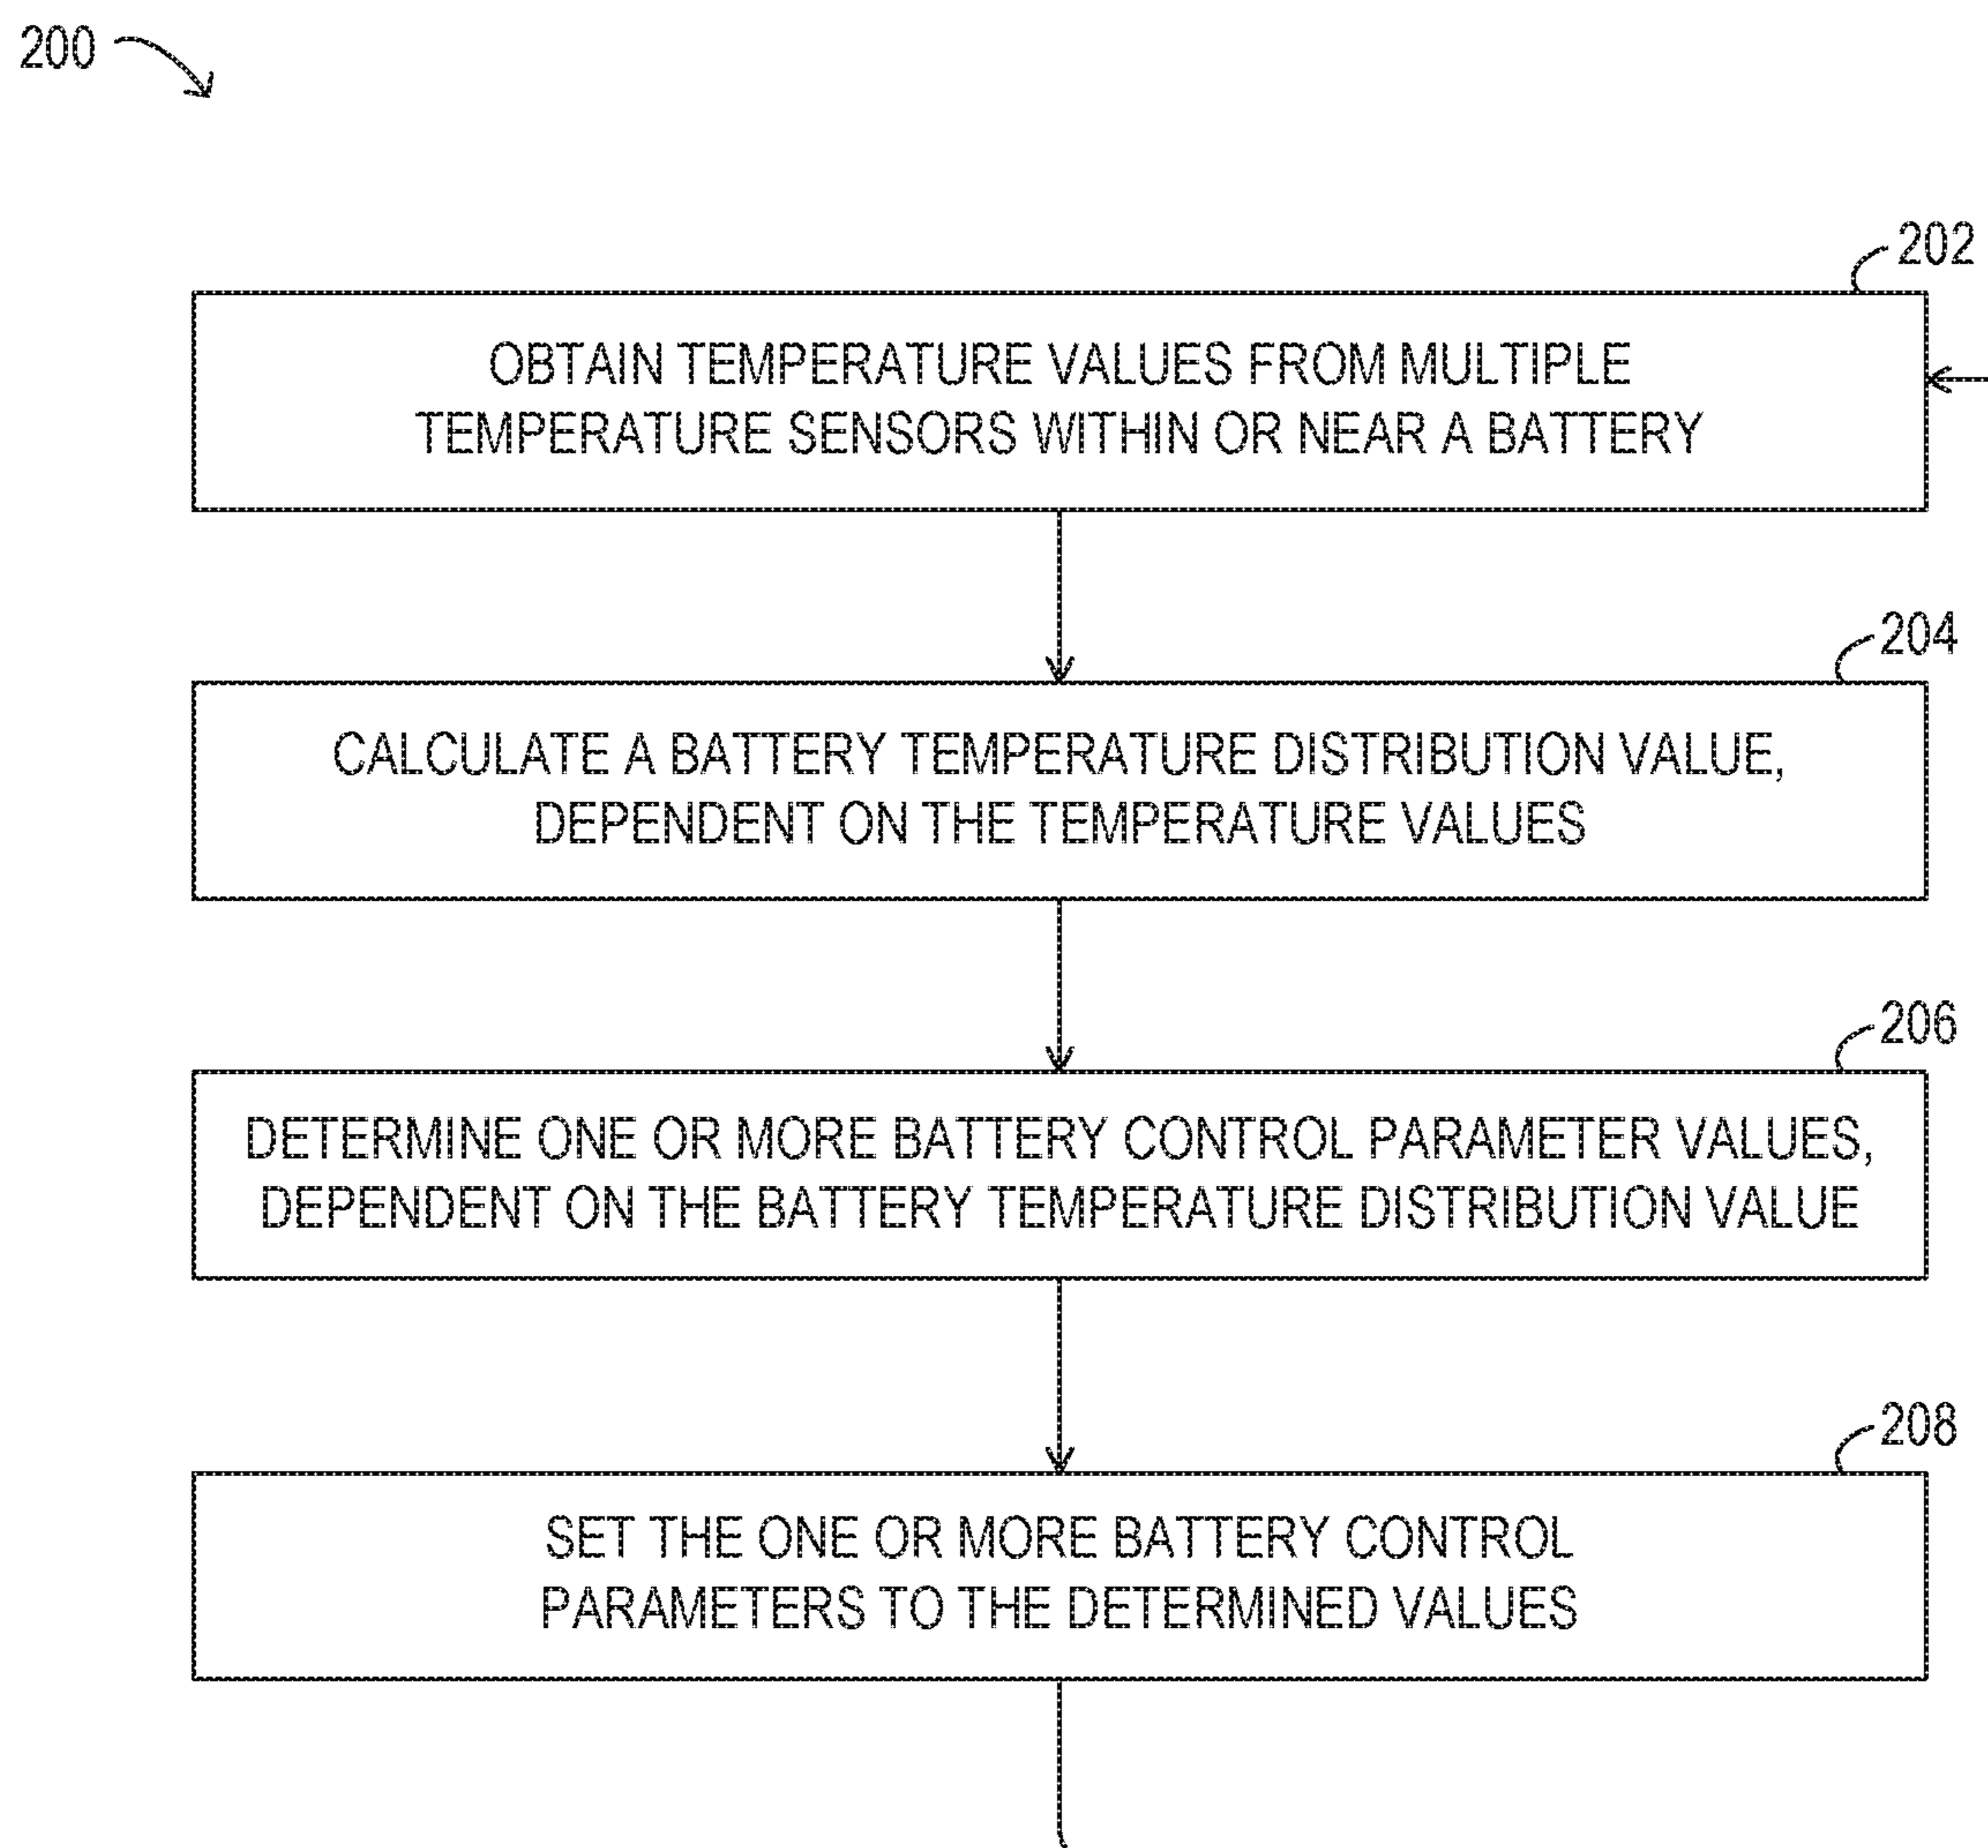 200
202
OBTAIN TEMPERATURE VALUES FROM MULTIPLE
TEMPERATURE SENSORS WITHIN OR NEAR A BATTERY
204
CALCULATE A BATTERY TEMPERATURE DISTRIBUTION VALUE,
DEPENDENT ON THE TEMPERATURE VALUES
206
DETERMINE ONE OR MORE BATTERY CONTROL PARAMETER VALUES,
DEPENDENT ON THE BATTERY TEMPERATURE DISTRIBUTION VALUE
208
SET THE ONE OR MORE BATTERY CONTROL
PARAMETERS TO THE DETERMINED VALUES